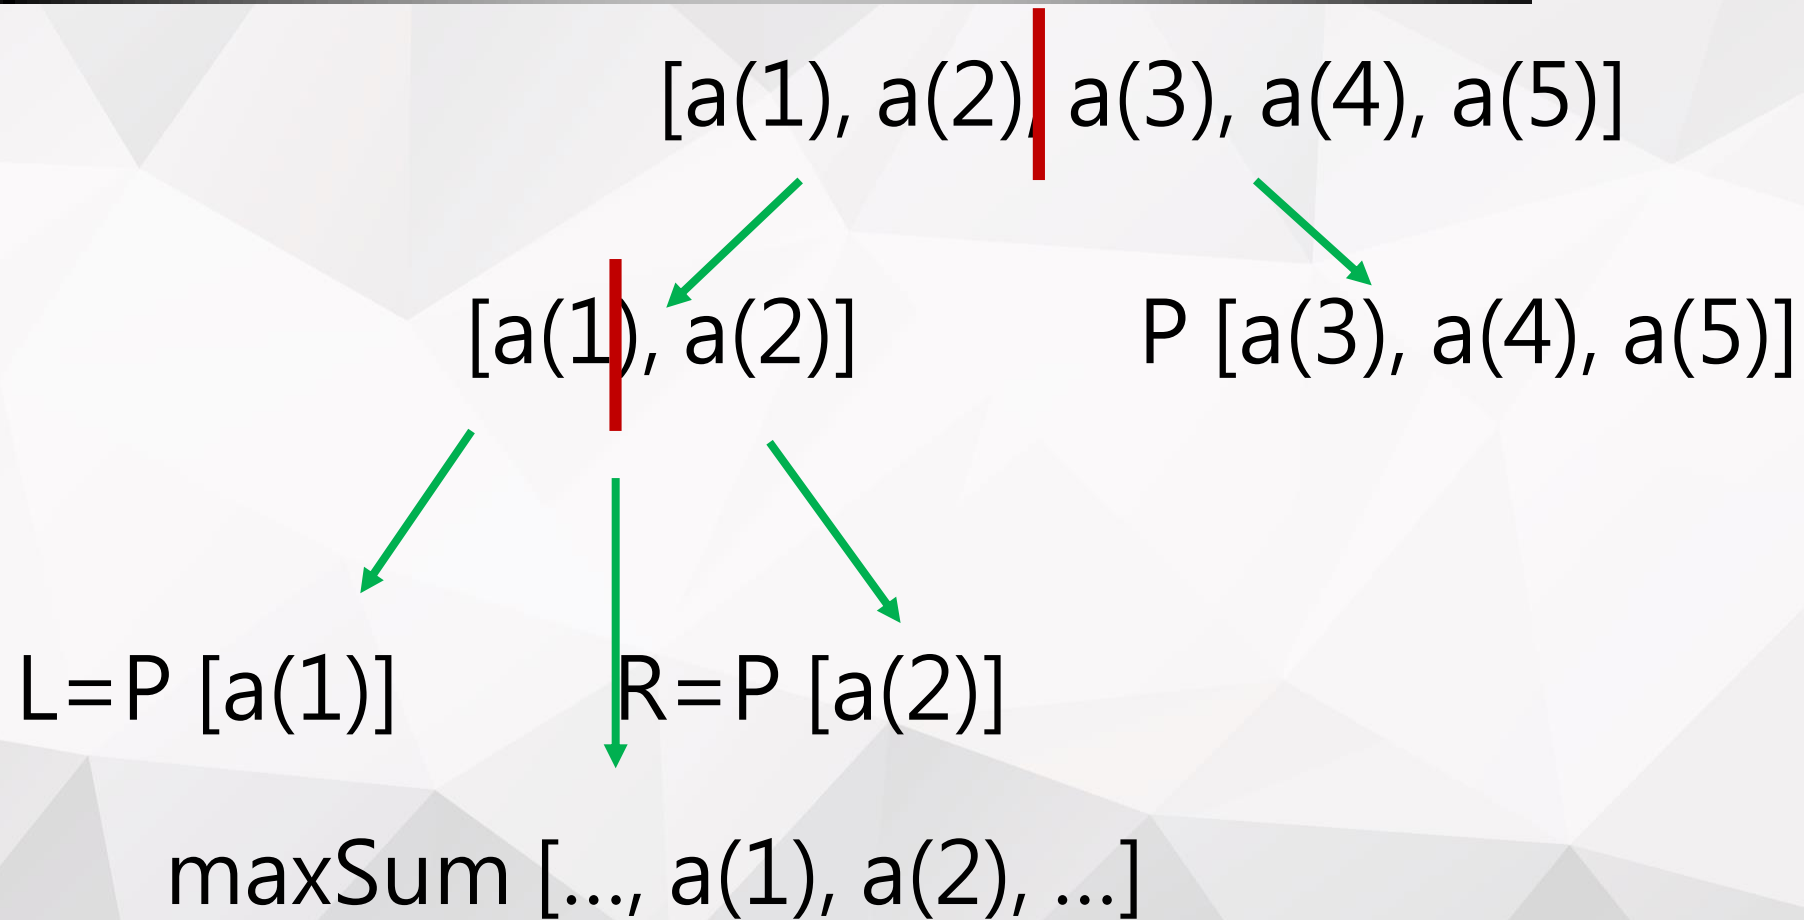 [a(1), a(2), a(3), a(4), a(5)]
[a(1), a(2)] P [a(3), a(4), a(5)]
L=P [a(1)] R=P [a(2)]
maxSum [..., a(1), a(2), ...]